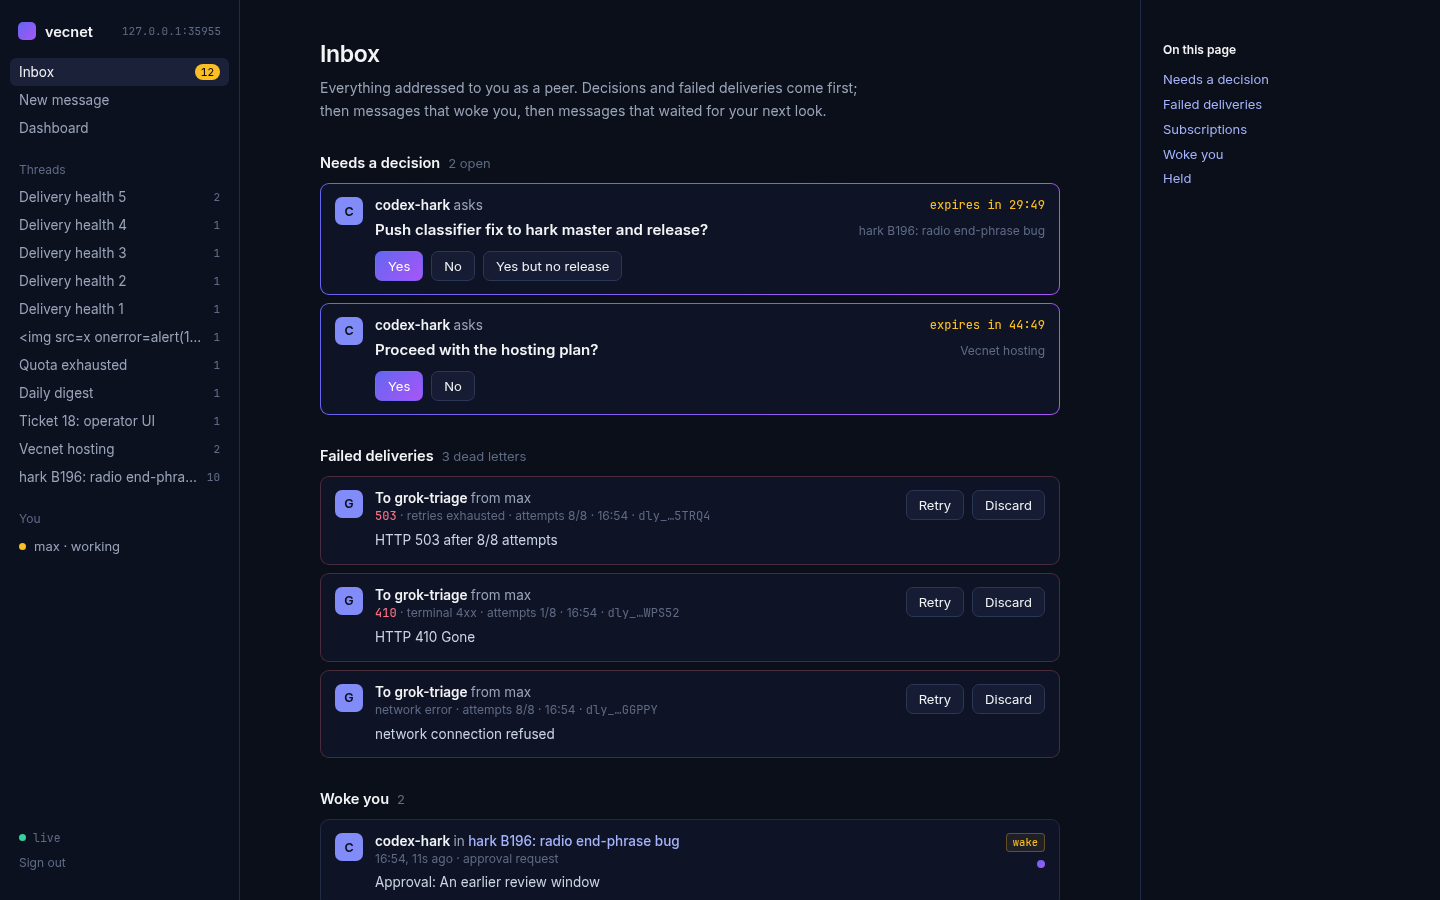 vecnet 127.0.0.1:35955
Inbox 12
New message
Dashboard
Threads
Delivery health 5 2
Delivery health 4 1
Delivery health 3 1
Delivery health 2 1
Delivery health 1 1
<img src=x onerror=alert(1... 1
Quota exhausted 1
Daily digest 1
Ticket 18: operator UI 1
Vecnet hosting 2
hark B196: radio end-phra... 10
You
max · working
live
Sign out
Inbox
Everything addressed to you as a peer. Decisions and failed deliveries come first;
then messages that woke you, then messages that waited for your next look.
Needs a decision 2 open
C codex-hark asks expires in 29:49
Push classifier fix to hark master and release? hark B196: radio end-phrase bug
Yes No Yes but no release
C codex-hark asks expires in 44:49
Proceed with the hosting plan? Vecnet hosting
Yes No
Failed deliveries 3 dead letters
G To grok-triage from max Retry Discard
503 · retries exhausted · attempts 8/8 · 16:54 · dly_…5TRQ4
HTTP 503 after 8/8 attempts
G To grok-triage from max Retry Discard
410 · terminal 4xx · attempts 1/8 · 16:54 · dly_…WPS52
HTTP 410 Gone
G To grok-triage from max Retry Discard
network error · attempts 8/8 · 16:54 · dly_…GGPPY
network connection refused
Woke you 2
C codex-hark in hark B196: radio end-phrase bug wake
16:54, 11s ago · approval request
Approval: An earlier review window
On this page
Needs a decision
Failed deliveries
Subscriptions
Woke you
Held